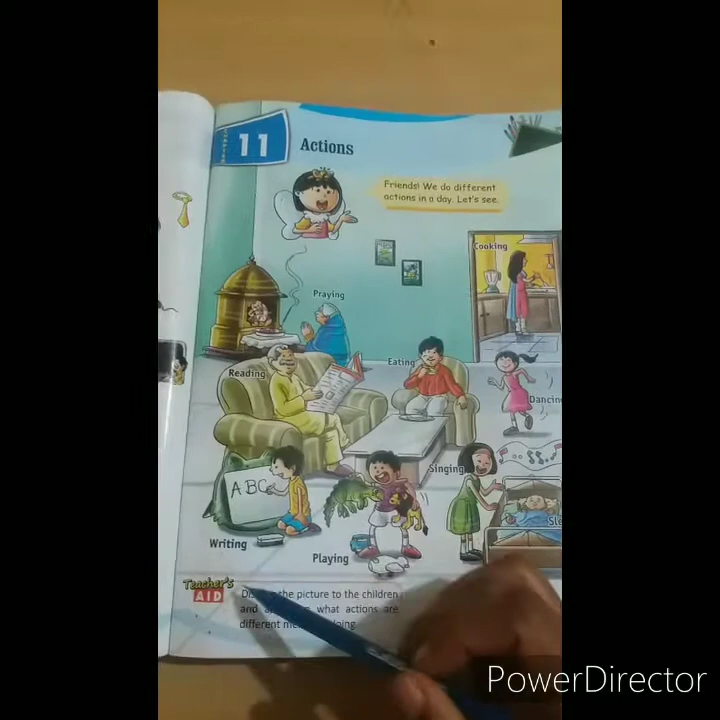 CHAPTER
11
Actions
Friends! We do different
actions in a day. Let's see.
Cooking
Praying
Eating
Reading
Singing
ABC
Writing
Playing
Teacher's
AID
the picture to the children
and what actions are
different
PowerDirector